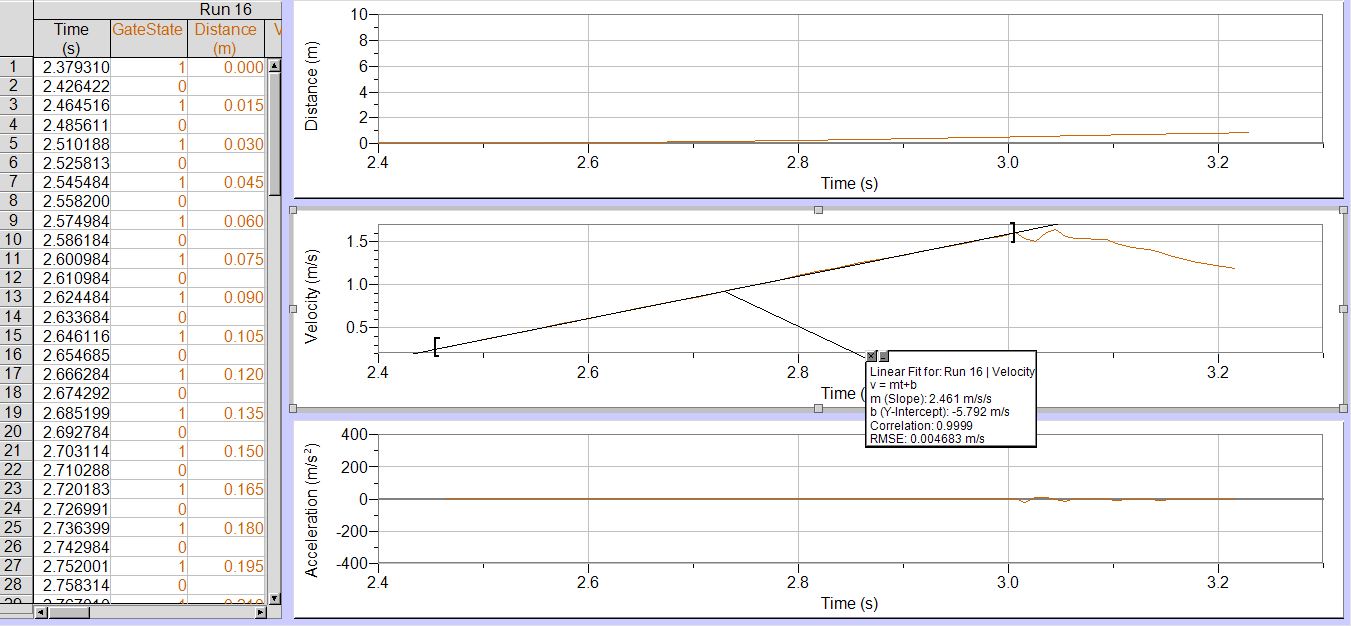 Run 16
Time GateState Distance V
(s) (m)
1 2.379310 1 0.000
2 2.426422 0
3 2.464516 1 0.015
4 2.485611 0
5 2.510188 1 0.030
6 2.525813 0
7 2.545484 1 0.045
8 2.558200 0
9 2.574984 1 0.060
10 2.586184 0
11 2.600984 1 0.075
12 2.610984 0
13 2.624484 1 0.090
14 2.633684 0
15 2.646116 1 0.105
16 2.654685 0
17 2.666284 1 0.120
18 2.674292 0
19 2.685199 1 0.135
20 2.692784 0
21 2.703114 1 0.150
22 2.710288 0
23 2.720183 1 0.165
24 2.726991 0
25 2.736399 1 0.180
26 2.742984 0
27 2.752001 1 0.195
28 2.758314 0
Distance (m)
10
8
6
4
2
0
2.4 2.6 2.8 3.0 3.2
Time (s)
Velocity (m/s)
1.5
1.0
0.5
2.4 2.6 2.8 3.2
Time (
Linear Fit for: Run 16 | Velocity
v = mt+b
m (Slope): 2.461 m/s/s
b (Y-Intercept): -5.792 m/s
Correlation: 0.9999
RMSE: 0.004683 m/s
Acceleration (m/s²)
400
200
0
-200
-400
2.4 2.6 2.8 3.0 3.2
Time (s)